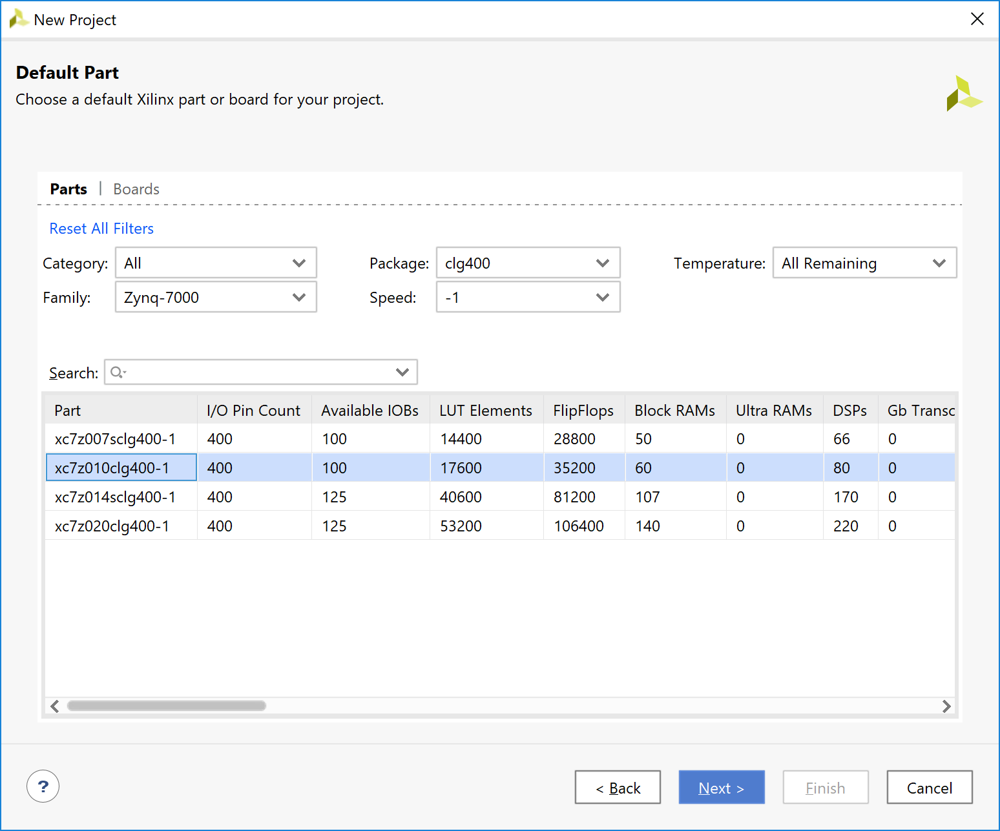 New Project
Default Part
Choose a default Xilinx part or board for your project.
Parts | Boards
Reset All Filters
Category: All Package: clg400 Temperature: All Remaining
Family: Zynq-7000 Speed: -1
Search:
Part I/O Pin Count Available IOBs LUT Elements FlipFlops Block RAMs Ultra RAMs DSPs Gb Transc
xc7z007sclg400-1 400 100 14400 28800 50 0 66 0
xc7z010clg400-1 400 100 17600 35200 60 0 80 0
xc7z014sclg400-1 400 125 40600 81200 107 0 170 0
xc7z020clg400-1 400 125 53200 106400 140 0 220 0
? < Back Next > Finish Cancel